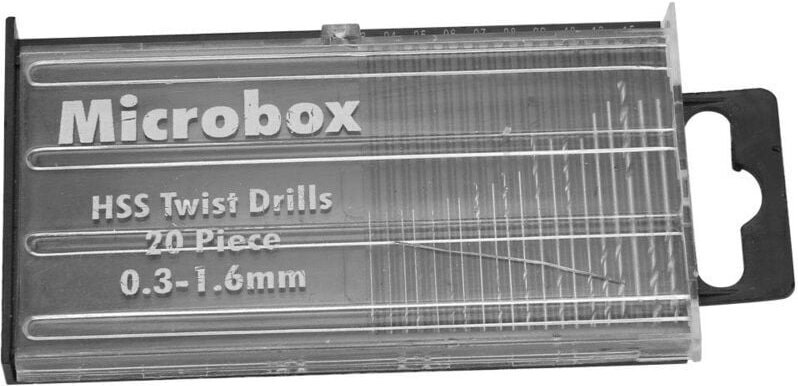 Microbox
HSS Twist Drills
20 Piece
0.3-1.6mm